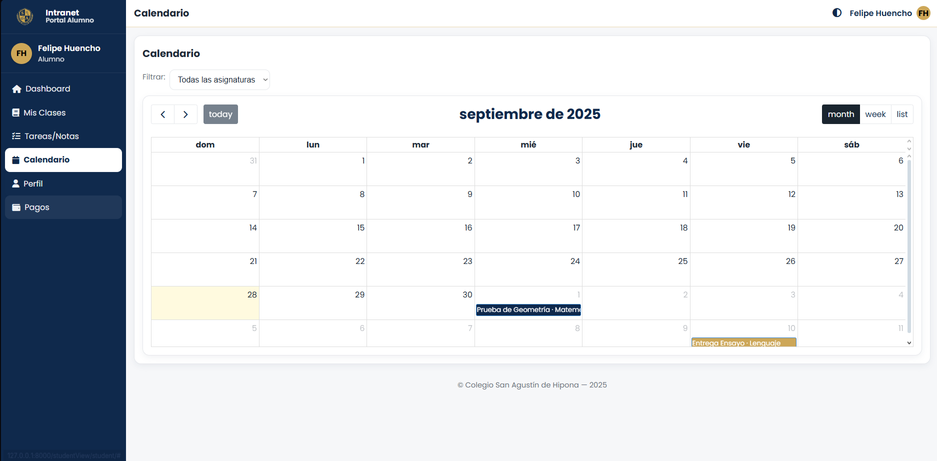 Intranet
Portal Alumno
Calendario
Felipe Huencho FH
FH
Felipe Huencho
Alumno
Dashboard
Mis Clases
Tareas/Notas
Calendario
Perfil
Pagos
Calendario
Filtrar: Todas las asignaturas
today
septiembre de 2025
month week list
dom lun mar mié jue vie sáb
31 1 2 3 4 5 6
7 8 9 10 11 12 13
14 15 16 17 18 19 20
21 22 23 24 25 26 27
28 29 30 1 2 3 4
Prueba de Geometría · Matem
5 6 7 8 9 10 11
Entrega Ensayo · Lenguaje
© Colegio San Agustín de Hipona — 2025